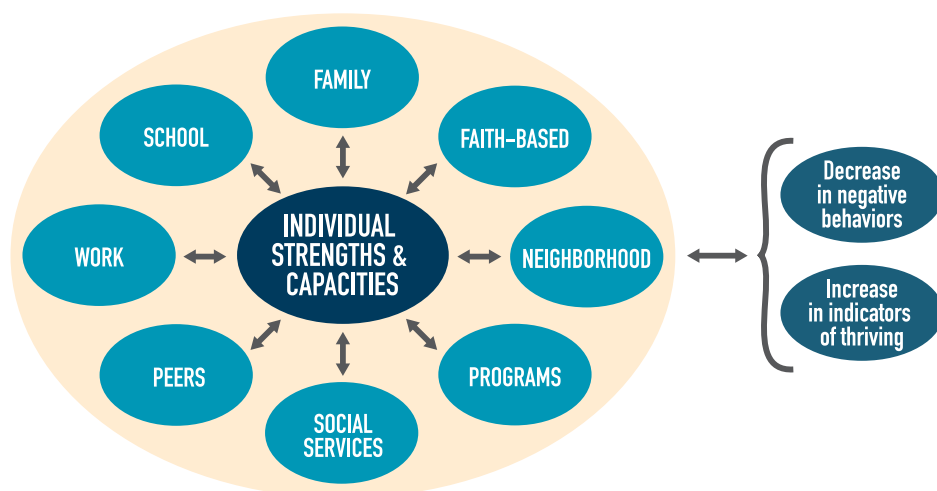 FAMILY
SCHOOL
FAITH–BASED
INDIVIDUAL
STRENGTHS &
CAPACITIES
WORK
NEIGHBORHOOD
PEERS
PROGRAMS
SOCIAL
SERVICES
Decrease
in negative
behaviors
Increase
in indicators
of thriving